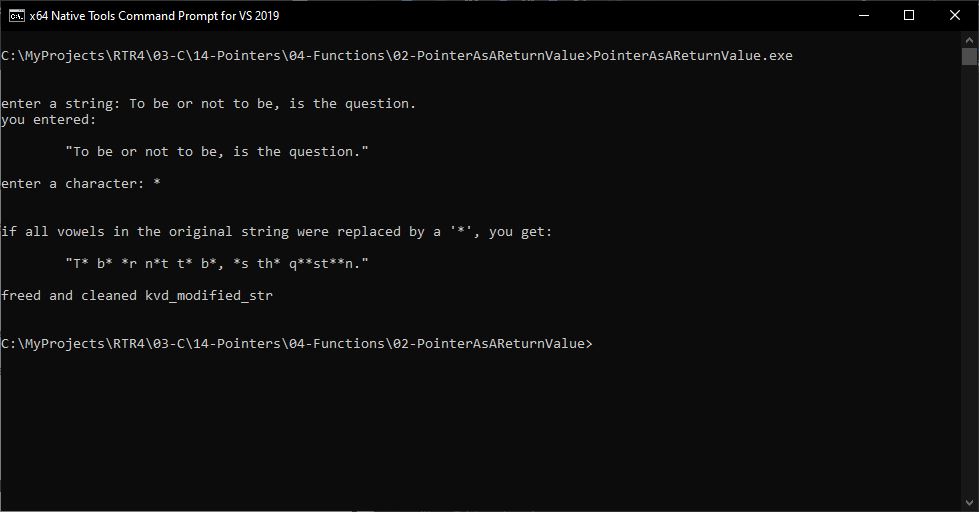 x64 Native Tools Command Prompt for VS 2019
C:\MyProjects\RTR4\03-C\14-Pointers\04-Functions\02-PointerAsAReturnValue>PointerAsAReturnValue.exe
enter a string: To be or not to be, is the question.
you entered:
"To be or not to be, is the question."
enter a character: *
if all vowels in the original string were replaced by a '*', you get:
"T* b* *r n*t t* b*, *s th* q**st**n."
freed and cleaned kvd_modified_str
C:\MyProjects\RTR4\03-C\14-Pointers\04-Functions\02-PointerAsAReturnValue>